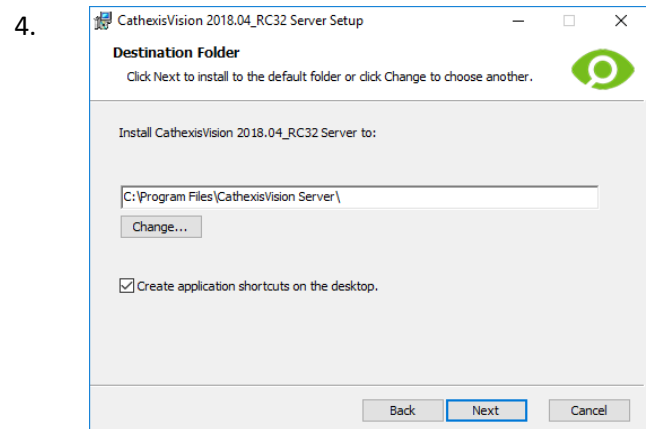 4.
CathexisVision 2018.04_RC32 Server Setup
Destination Folder
Click Next to install to the default folder or click Change to choose another.
Install CathexisVision 2018.04_RC32 Server to:
C:\Program Files\CathexisVision Server\
Change...
Create application shortcuts on the desktop.
Back Next Cancel